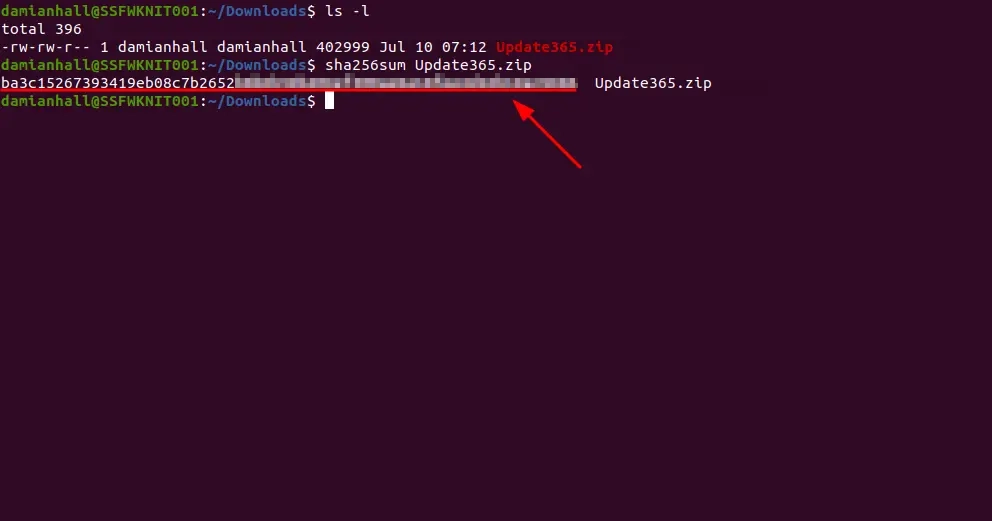 damianhall@SSFWKNIT001:~/Downloads$ ls -l
total 396
-rw-rw-r-- 1 damianhall damianhall 402999 Jul 10 07:12 Update365.zip
damianhall@SSFWKNIT001:~/Downloads$ sha256sum Update365.zip
ba3c15267393419eb08c7b2652 Update365.zip
damianhall@SSFWKNIT001:~/Downloads$